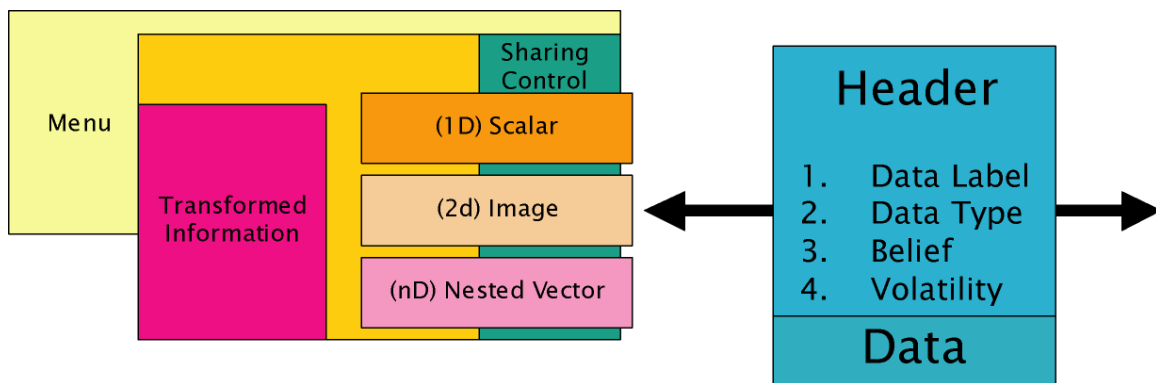 Menu
Sharing
Control
(1D) Scalar
(2d) Image
(nD) Nested Vector
Transformed
Information
Header
1. Data Label
2. Data Type
3. Belief
4. Volatility
Data